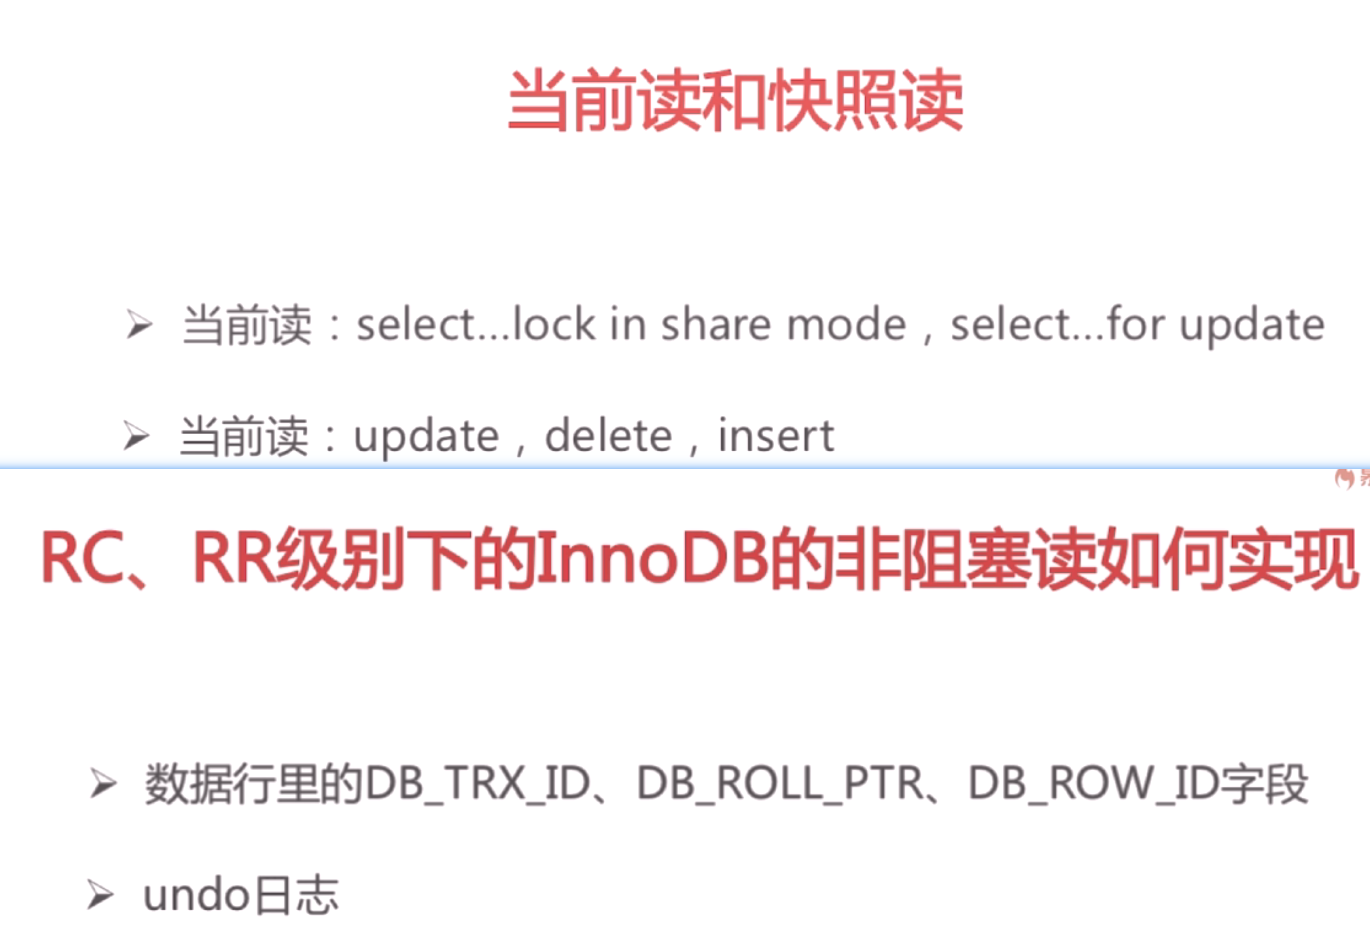 当前读和快照读
➢ 当前读：select...lock in share mode，select...for update
➢ 当前读：update，delete，insert
RC、RR级别下的InnoDB的非阻塞读如何实现
➢ 数据行里的DB_TRX_ID、DB_ROLL_PTR、DB_ROW_ID字段
➢ undo日志